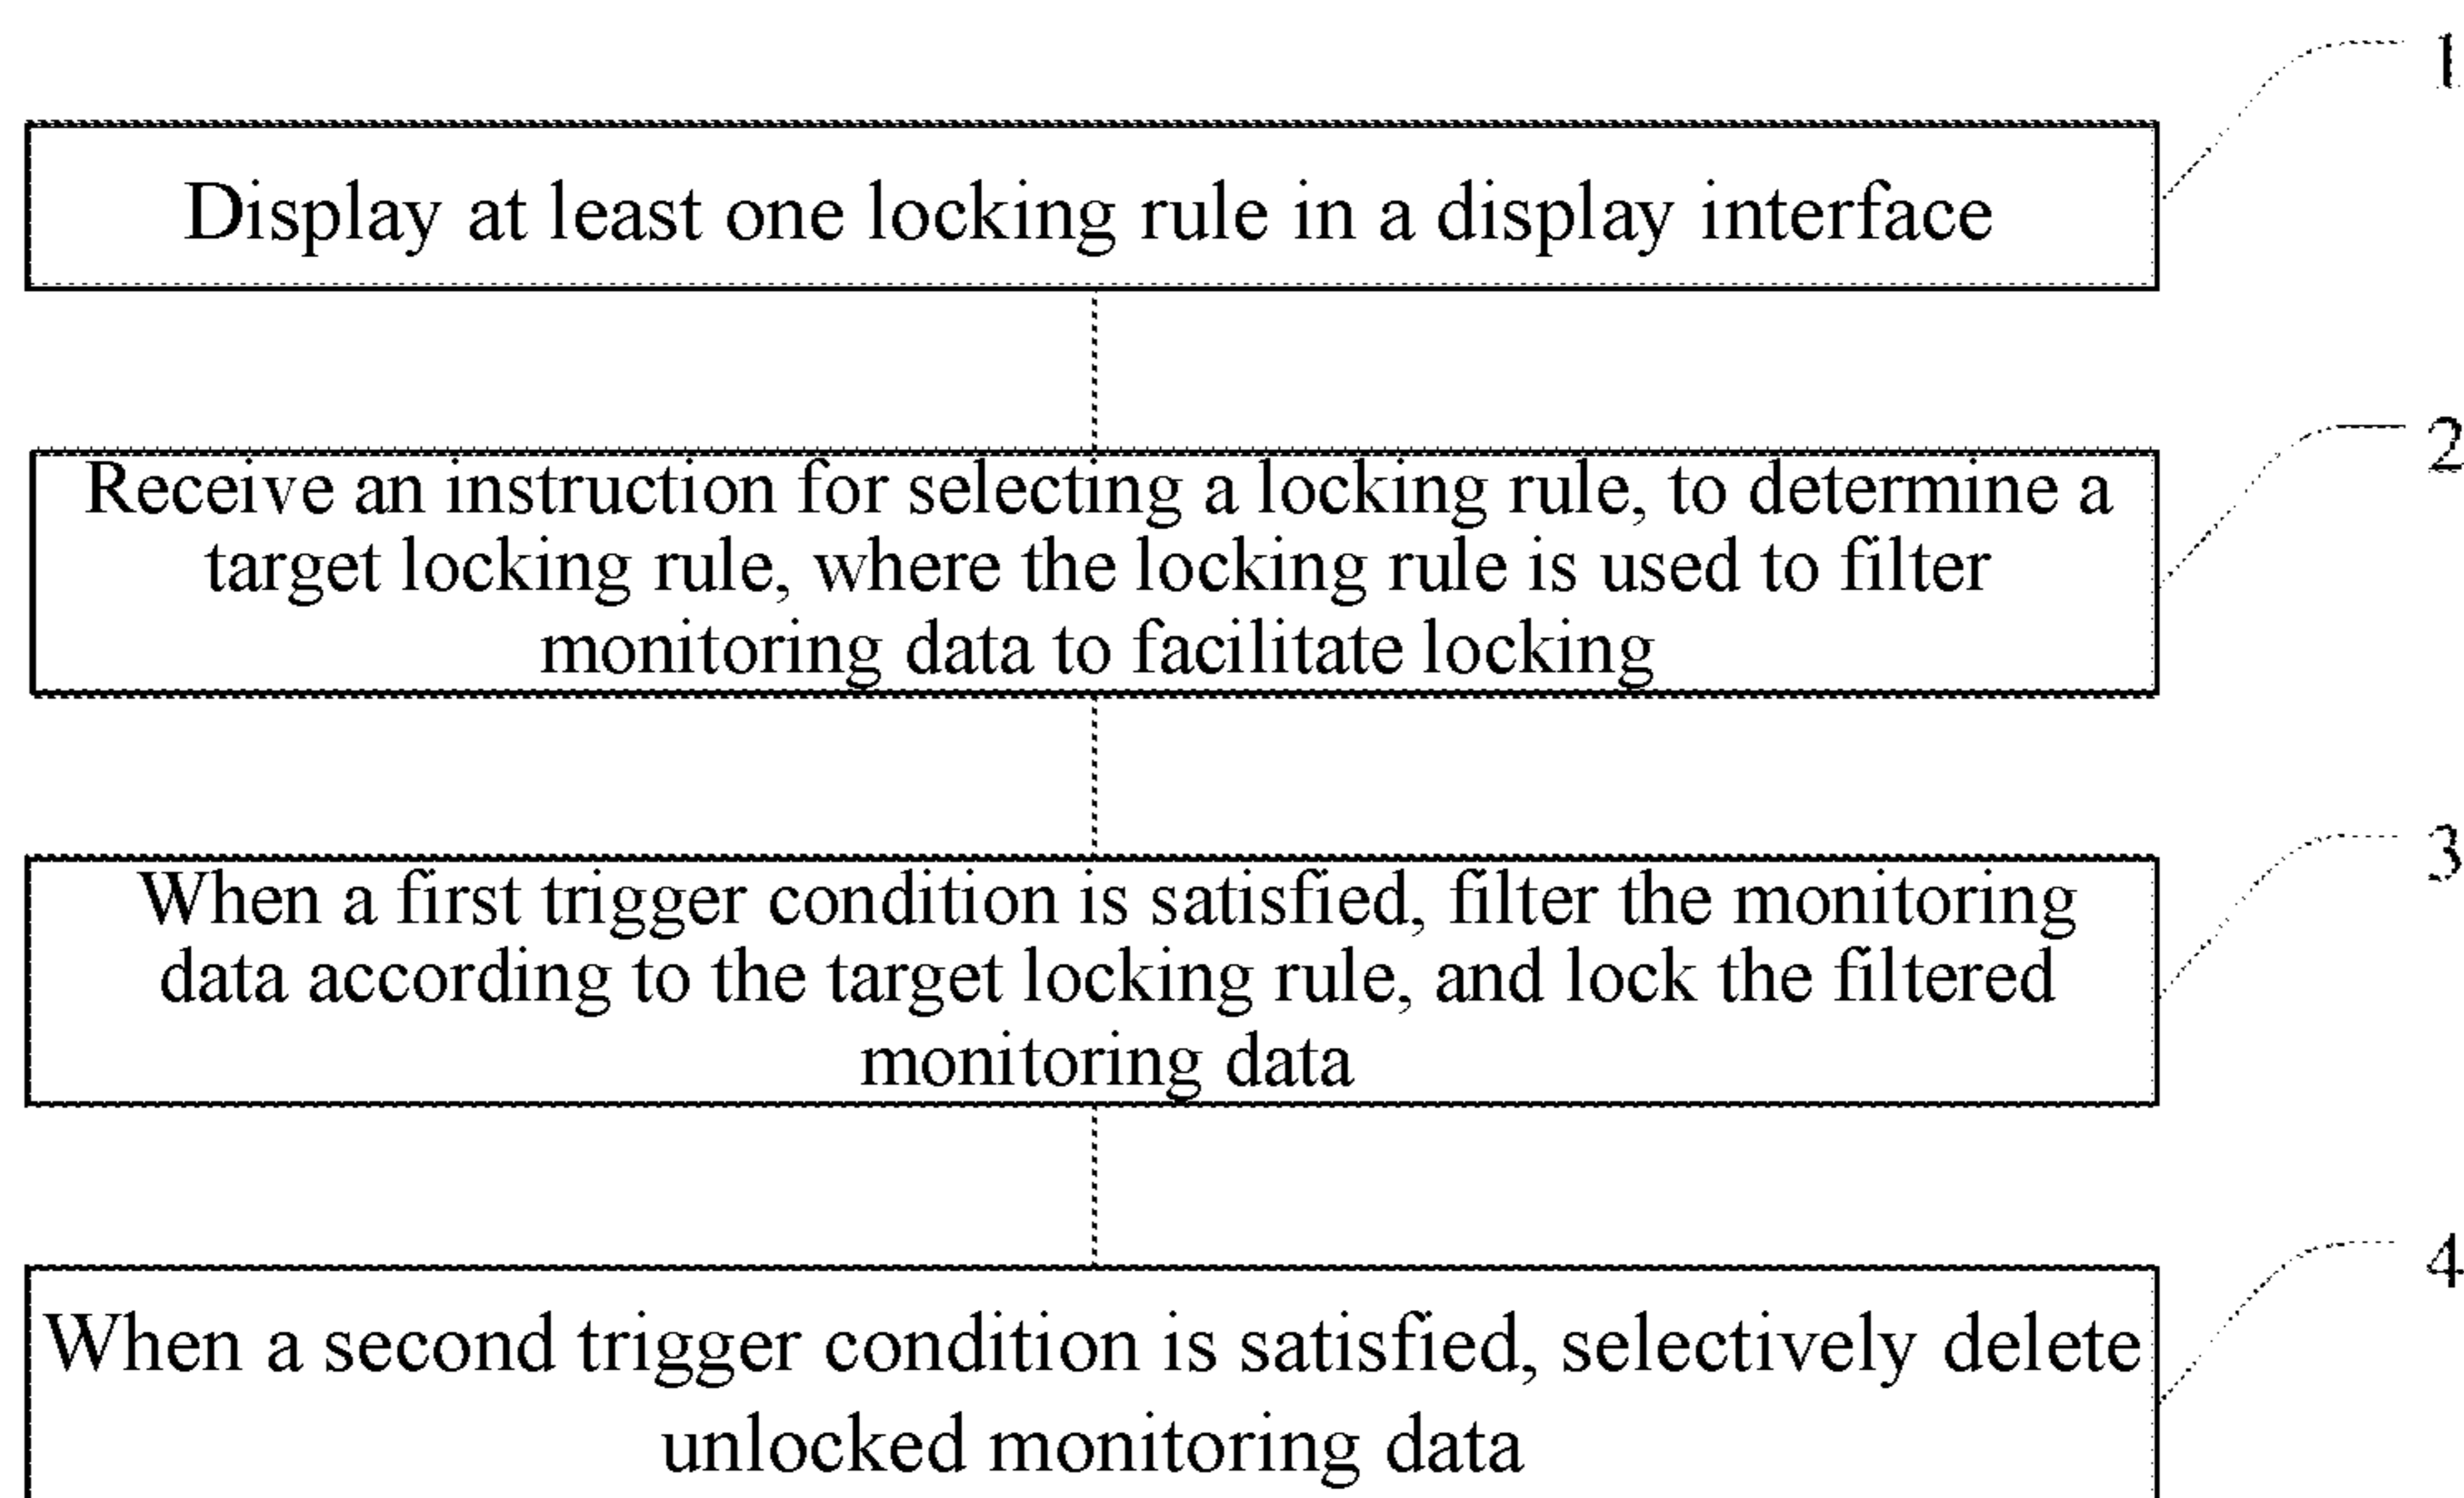 1
Display at least one locking rule in a display interface
2
Receive an instruction for selecting a locking rule, to determine a
target locking rule, where the locking rule is used to filter
monitoring data to facilitate locking
3
When a first trigger condition is satisfied, filter the monitoring
data according to the target locking rule, and lock the filtered
monitoring data
4
When a second trigger condition is satisfied, selectively delete
unlocked monitoring data